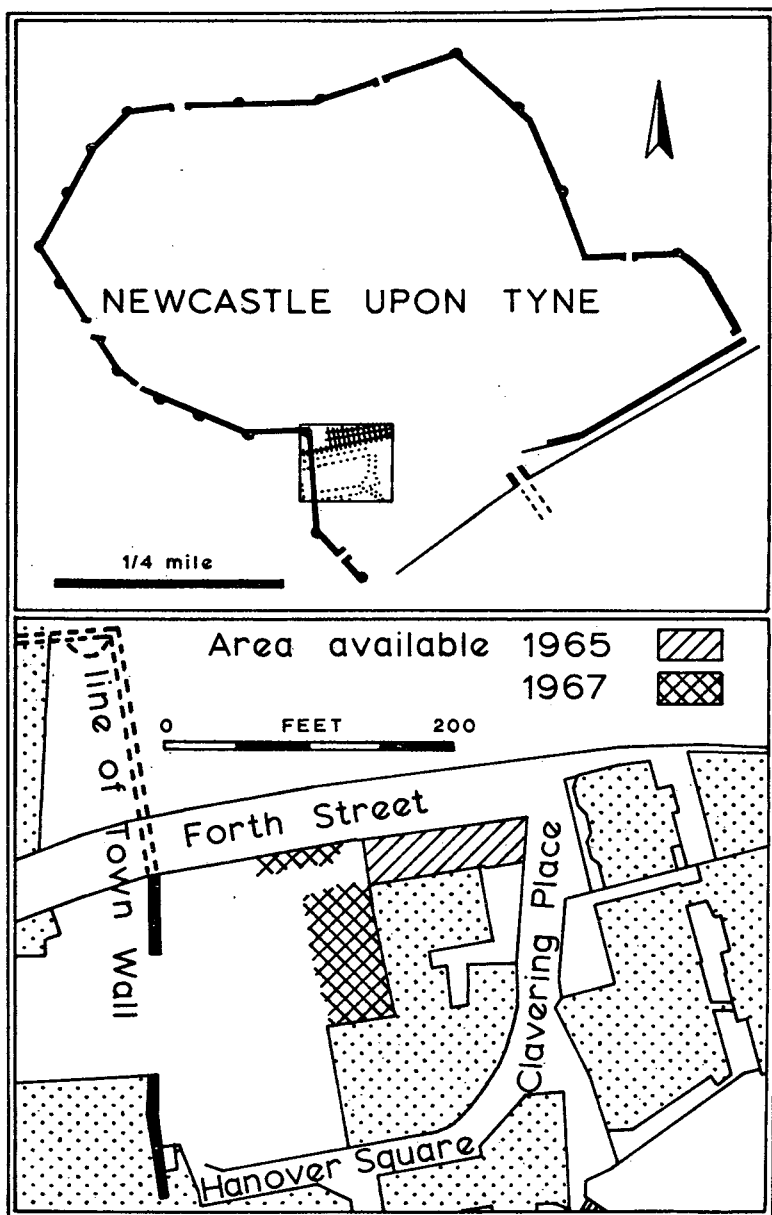 NEWCASTLE UPON TYNE
1/4 mile
Area available 1965
1967
0 FEET 200
line of Town Wall
Forth Street
Clavering Place
Hanover Square